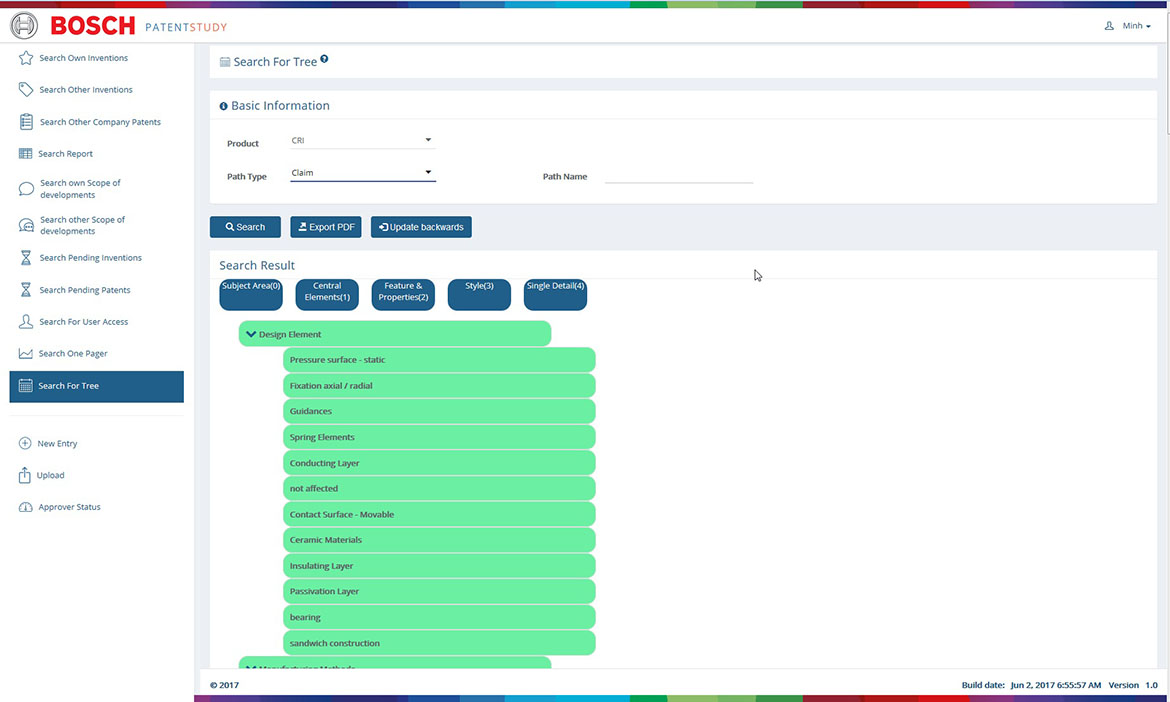 BOSCH PATENTSTUDY
Minh
Search Own Inventions
Search Other Inventions
Search Other Company Patents
Search Report
Search own Scope of
developments
Search other Scope of
developments
Search Pending Inventions
Search Pending Patents
Search For User Access
Search One Pager
Search For Tree
New Entry
Upload
Approver Status
Search For Tree ?
Basic Information
Product CRI
Path Type Claim Path Name
Search Export PDF Update backwards
Search Result
Subject Area(0)
Central
Elements(1)
Feature &
Properties(2)
Style(3)
Single Detail(4)
Design Element
Pressure surface - static
Fixation axial / radial
Guidances
Spring Elements
Conducting Layer
not affected
Contact Surface - Movable
Ceramic Materials
Insulating Layer
Passivation Layer
bearing
sandwich construction
Manufacturing Methods
© 2017 Build date: Jun 2, 2017 6:55:57 AM Version 1.0